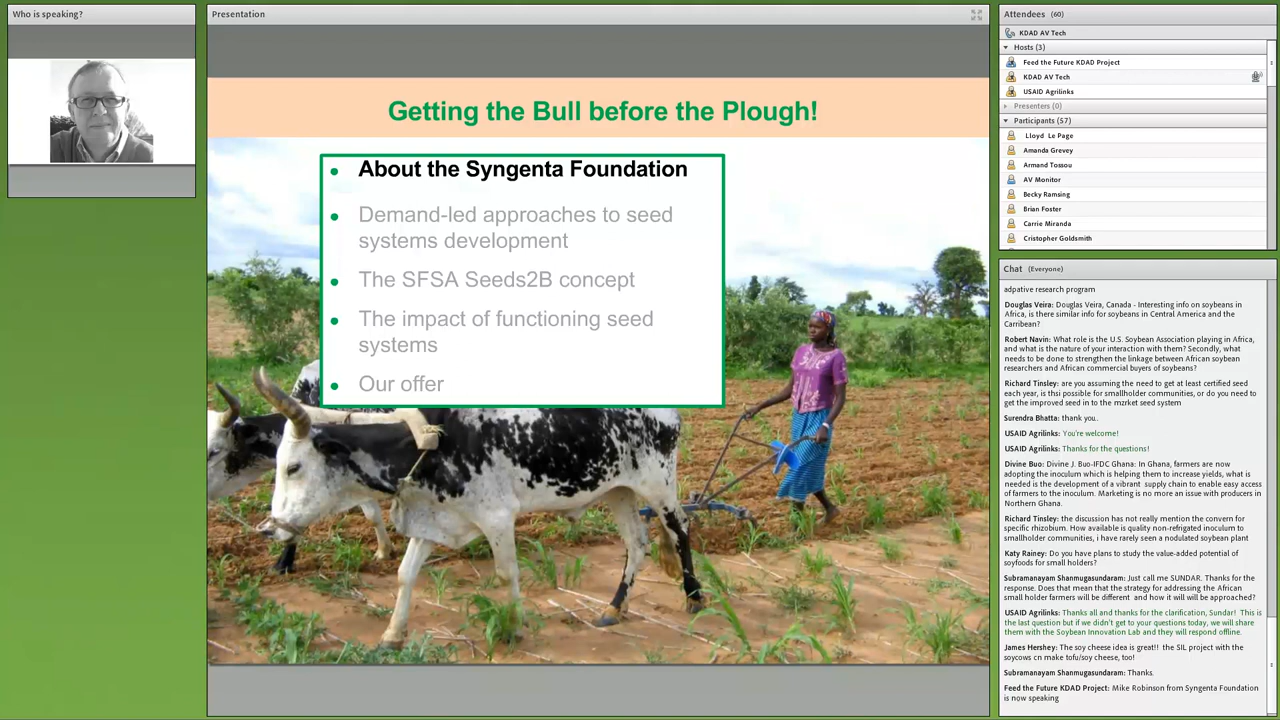 Who is speaking?
Presentation
Getting the Bull before the Plough!
About the Syngenta Foundation
Demand-led approaches to seed
systems development
The SFSA Seeds2B concept
The impact of functioning seed
systems
Our offer
Attendees (60)
KDAD AV Tech
Hosts (3)
Feed the Future KDAD Project
KDAD AV Tech
USAID Agrilinks
Presenters (0)
Participants (57)
Lloyd Le Page
Amanda Grevey
Armand Tossou
AV Monitor
Becky Ramsing
Brian Foster
Carrie Miranda
Cristopher Goldsmith
Chat (Everyone)
adpative research program
Douglas Veira: Douglas Veira, Canada - Interesting info on soybeans in
Africa, is there similar info for soybeans in Central America and the
Carribean?
Robert Navin: What role is the U.S. Soybean Association playing in Africa,
and what is the nature of your interaction with them? Secondly, what
needs to be done to strengthen the linkage between African soybean
researchers and African commercial buyers of soybeans?
Richard Tinsley: are you assuming the need to get at least certified seed
each year, is thsi possible for smallholder communities, or do you need to
get the improved seed in to the mzrket seed system
Surendra Bhatta: thank you..
USAID Agrilinks: You're welcome!
USAID Agrilinks: Thanks for the questions!
Divine Buo: Divine J. Buo-IFDC Ghana: In Ghana, farmers are now
adopting the inoculum which is helping them to increase yields, what is
needed is the development of a vibrant supply chain to enable easy access
of farmers to the inoculum. Marketing is no more an issue with producers in
Northern Ghana.
Richard Tinsley: the discussion has not really mention the concern for
specific rhizobium. How available is quality non-refrigated inoculum to
smallholder communities, i have rarely seen a nodulated soybean plant
Katy Rainey: Do you have plans to study the value-added potential of
soyfoods for small holders?
Subramanayam Shanmugasundaram: Just call me SUNDAR. Thanks for the
response. Does that mean that the strategy for addressing the African
small holder farmers will be different and how it will will be approached?
USAID Agrilinks: Thanks all and thanks for the clarification, Sundar! This is
the last question but if we didn't get to your questions today, we will share
them with the Soybean Innovation Lab and they will respond offline.
James Hershey: The soy cheese idea is great!! the SIL project with the
soycows cn make tofu/soy cheese, too!
Subramanayam Shanmugasundaram: Thanks.
Feed the Future KDAD Project: Mike Robinson from Syngenta Foundation
is now speaking